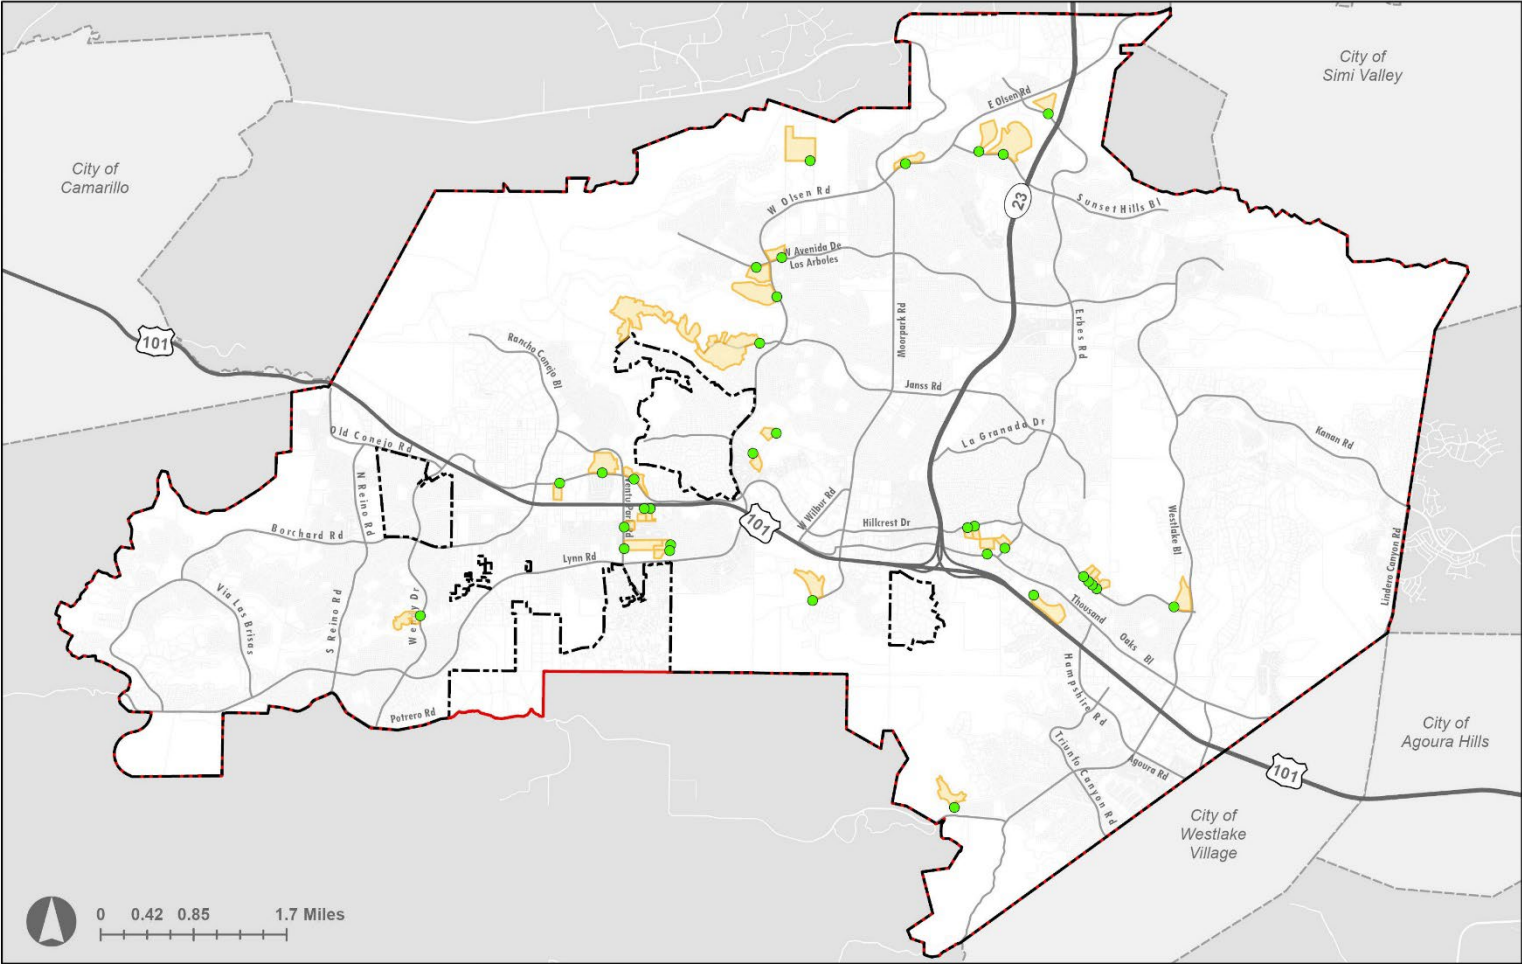 City of
Simi Valley
E Olsen Rd
City of
Camarillo
23
W Olsen Rd
Sunset Hills Bl
W Avenida De
Los Arboles
101
Moorpark Rd
Erbes Rd
Rancho Conejo Bl
Janss Rd
La Granada Dr
Kanan Rd
Old Conejo Rd
N Reino Rd
W Wilbur Rd
101
Hillcrest Dr
Westlake Bl
Borchard Rd
Lynn Rd
Lindero Canyon Rd
Via Las Brisas
S Reino Rd
Dr
Thousand
Oaks
Bl
Hampshire Rd
Potrero Rd
Triunfo Canyon Rd
Agoura Rd
City of
Agoura Hills
101
City of
Westlake
Village
0 0.42 0.85 1.7 Miles